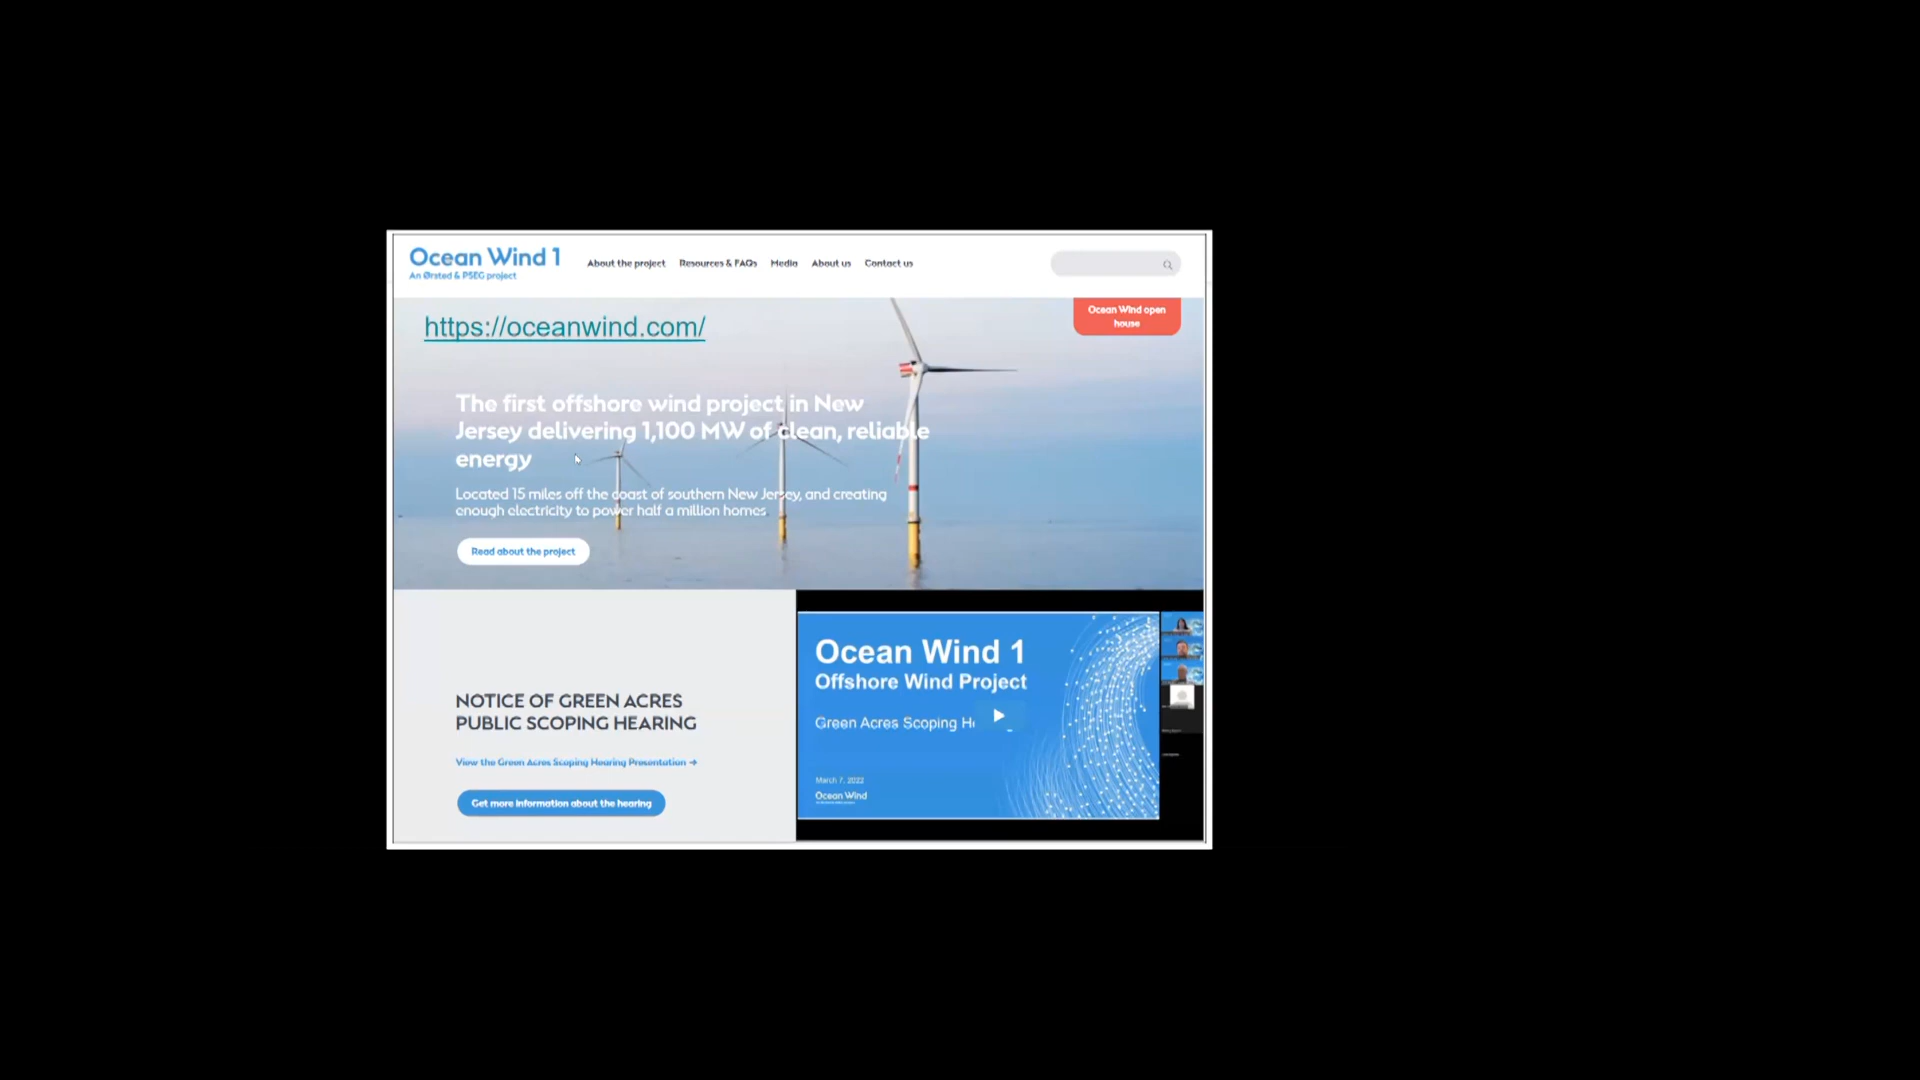 Ocean Wind 1
An Ørsted & PSEG project
About the project
Resources & FAQs
Media
About us
Contact us
Ocean Wind open
house
https://oceanwind.com/
The first offshore wind project in New
Jersey delivering 1,100 MW of clean, reliable
energy
Located 15 miles off the coast of southern New Jersey, and creating
enough electricity to power half a million homes
Read about the project
NOTICE OF GREEN ACRES
PUBLIC SCOPING HEARING
View the Green Acres Scoping Hearing Presentation →
Get more information about the hearing
Ocean Wind 1
Offshore Wind Project
Green Acres Scoping He
March 7, 2022
Ocean Wind